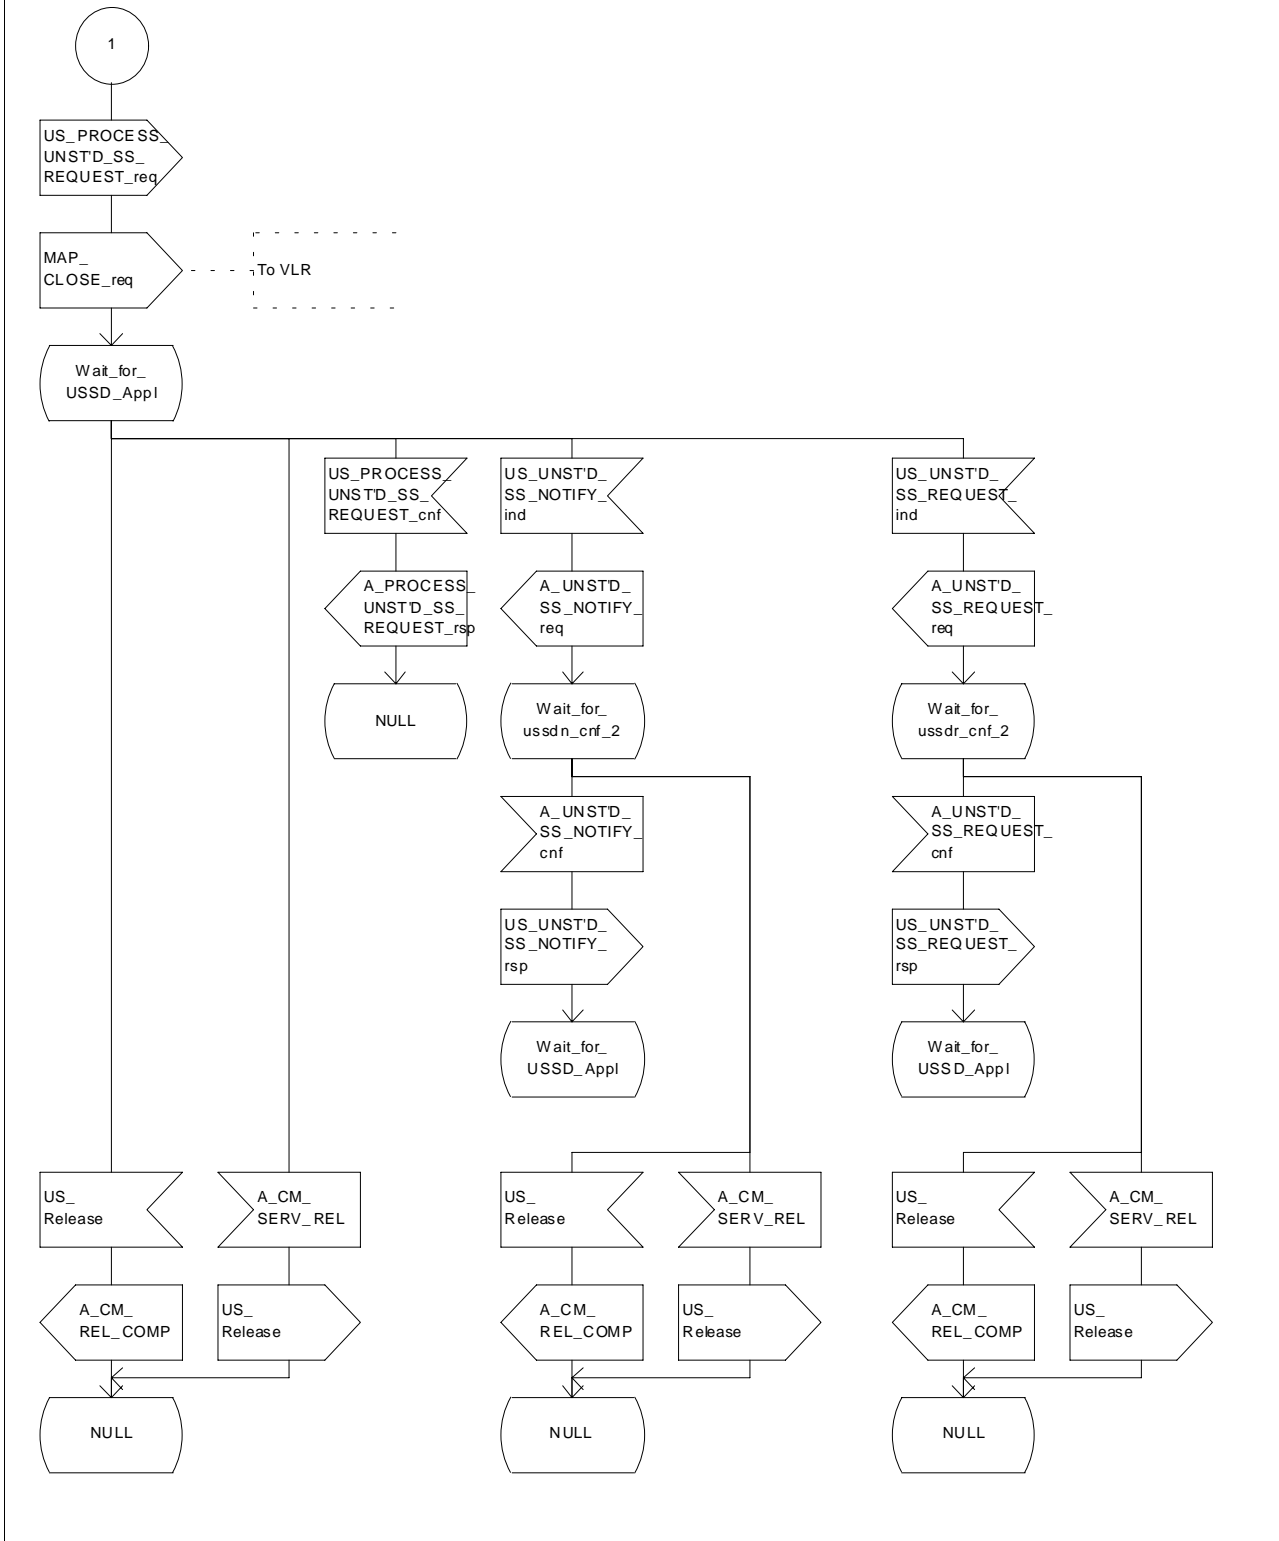 1
US_PROCESS_
UNST'D_SS_
REQUEST_req
MAP_
CLOSE_req
To VLR
Wait_for_
USSD_Appl
US_PROCESS_
UNST'D_SS_
REQUEST_cnf
US_UNST'D_
SS_NOTIFY_
ind
US_UNST'D_
SS_REQUEST_
ind
A_PROCESS_
UNST'D_SS_
REQUEST_rsp
A_UNST'D_
SS_NOTIFY_
req
A_UNST'D_
SS_REQUEST_
req
NULL
Wait_for_
ussdn_cnf_2
Wait_for_
ussdr_cnf_2
A_UNST'D_
SS_NOTIFY_
cnf
A_UNST'D_
SS_REQUEST_
cnf
US_UNST'D_
SS_NOTIFY_
rsp
US_UNST'D_
SS_REQUEST_
rsp
Wait_for_
USSD_Appl
Wait_for_
USSD_Appl
US_
Release
A_CM_
SERV_REL
US_
Release
A_CM_
SERV_REL
US_
Release
A_CM_
SERV_REL
A_CM_
REL_COMP
US_
Release
A_CM_
REL_COMP
US_
Release
A_CM_
REL_COMP
US_
Release
NULL
NULL
NULL